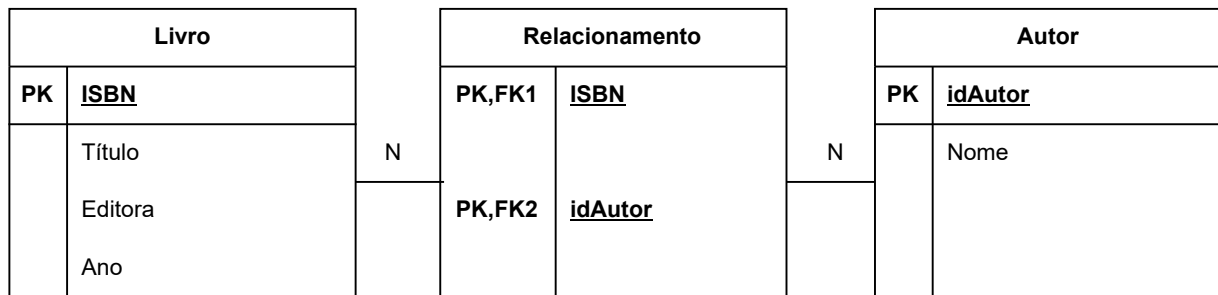 Livro
PK ISBN
Título
Editora
Ano
N
Relacionamento
PK,FK1 ISBN
PK,FK2 idAutor
N
Autor
PK idAutor
Nome